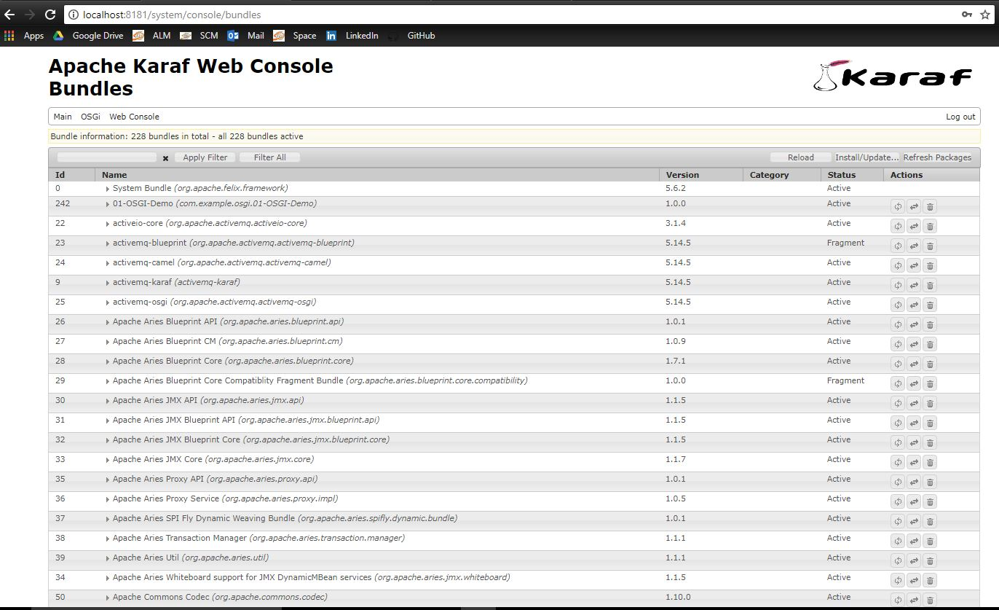 localhost:8181/system/console/bundles
Apps Google Drive ALM SCM Mail Space LinkedIn GitHub
Apache Karaf Web Console
Bundles
Karaf
Main OSGi Web Console Log out
Bundle information: 228 bundles in total - all 228 bundles active
Apply Filter Filter All Reload Install/Update... Refresh Packages
Id Name Version Category Status Actions
0 System Bundle (org.apache.felix.framework) 5.6.2 Active
242 01-OSGI-Demo (com.example.osgi.01-OSGI-Demo) 1.0.0 Active
22 activeio-core (org.apache.activemq.activeio-core) 3.1.4 Active
23 activemq-blueprint (org.apache.activemq.activemq-blueprint) 5.14.5 Fragment
24 activemq-camel (org.apache.activemq.activemq-camel) 5.14.5 Active
9 activemq-karaf (activemq-karaf) 5.14.5 Active
25 activemq-osgi (org.apache.activemq.activemq-osgi) 5.14.5 Active
26 Apache Aries Blueprint API (org.apache.aries.blueprint.api) 1.0.1 Active
27 Apache Aries Blueprint CM (org.apache.aries.blueprint.cm) 1.0.9 Active
28 Apache Aries Blueprint Core (org.apache.aries.blueprint.core) 1.7.1 Active
29 Apache Aries Blueprint Core Compatiblity Fragment Bundle (org.apache.aries.blueprint.core.compatibility) 1.0.0 Fragment
30 Apache Aries JMX API (org.apache.aries.jmx.api) 1.1.5 Active
31 Apache Aries JMX Blueprint API (org.apache.aries.jmx.blueprint.api) 1.1.5 Active
32 Apache Aries JMX Blueprint Core (org.apache.aries.jmx.blueprint.core) 1.1.5 Active
33 Apache Aries JMX Core (org.apache.aries.jmx.core) 1.1.7 Active
35 Apache Aries Proxy API (org.apache.aries.proxy.api) 1.0.1 Active
36 Apache Aries Proxy Service (org.apache.aries.proxy.impl) 1.0.5 Active
37 Apache Aries SPI Fly Dynamic Weaving Bundle (org.apache.aries.spifly.dynamic.bundle) 1.0.1 Active
38 Apache Aries Transaction Manager (org.apache.aries.transaction.manager) 1.1.1 Active
39 Apache Aries Util (org.apache.aries.util) 1.1.1 Active
34 Apache Aries Whiteboard support for JMX DynamicMBean services (org.apache.aries.jmx.whiteboard) 1.1.5 Active
50 Apache Commons Codec (org.apache.commons.codec) 1.10.0 Active